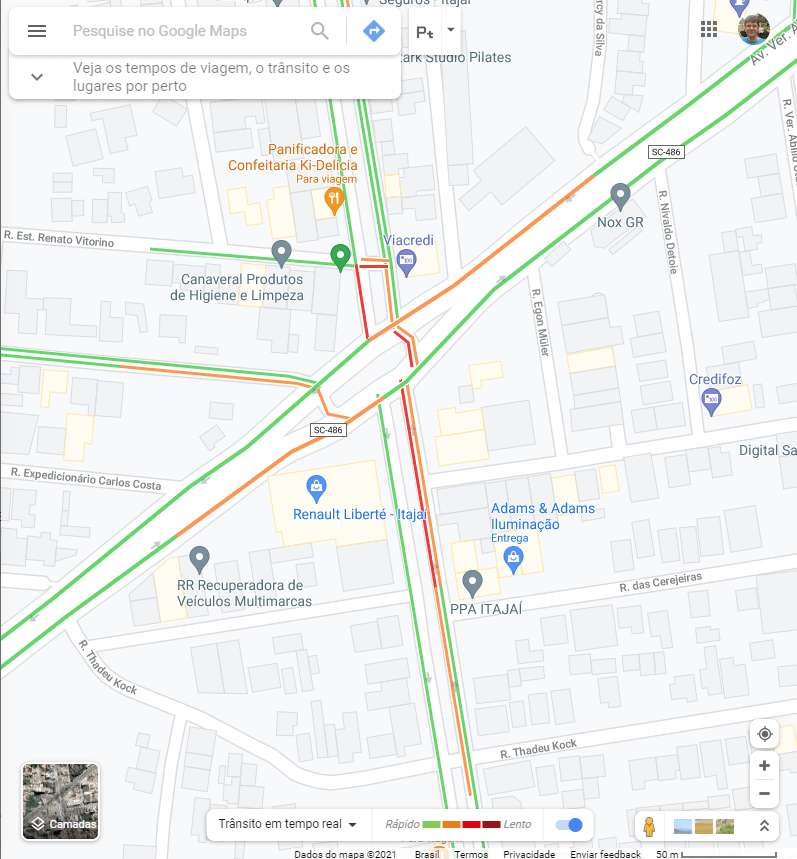 Seguros - Itajaí
Pesquise no Google Maps
Pt
Stark Studio Pilates
Veja os tempos de viagem, o trânsito e os
lugares por perto
roy da Silva
Av. Ver. A
R. Ver. Abílio
SC-486
Panificadora e
Confeitaria Ki-Delícia
Para viagem
R. Nivaldo Detoie
Nox GR
R. Est. Renato Vitorino
Viacredi
Canaveral Produtos
de Higiene e Limpeza
R. Egon Müler
Credifoz
SC-486
Digital Sa
R. Expedicionário Carlos Costa
Renault Liberté - Itajaí
Adams & Adams
Iluminação
Entrega
RR Recuperadora de
Veículos Multimarcas
R. das Cerejeiras
PPA ITAJAÍ
R. Thadeu Kock
R. Thadeu Kock
Camadas
Trânsito em tempo real
Rápido
Lento
Dados do mapa ©2021 Brasil Termos Privacidade Enviar feedback 50 m